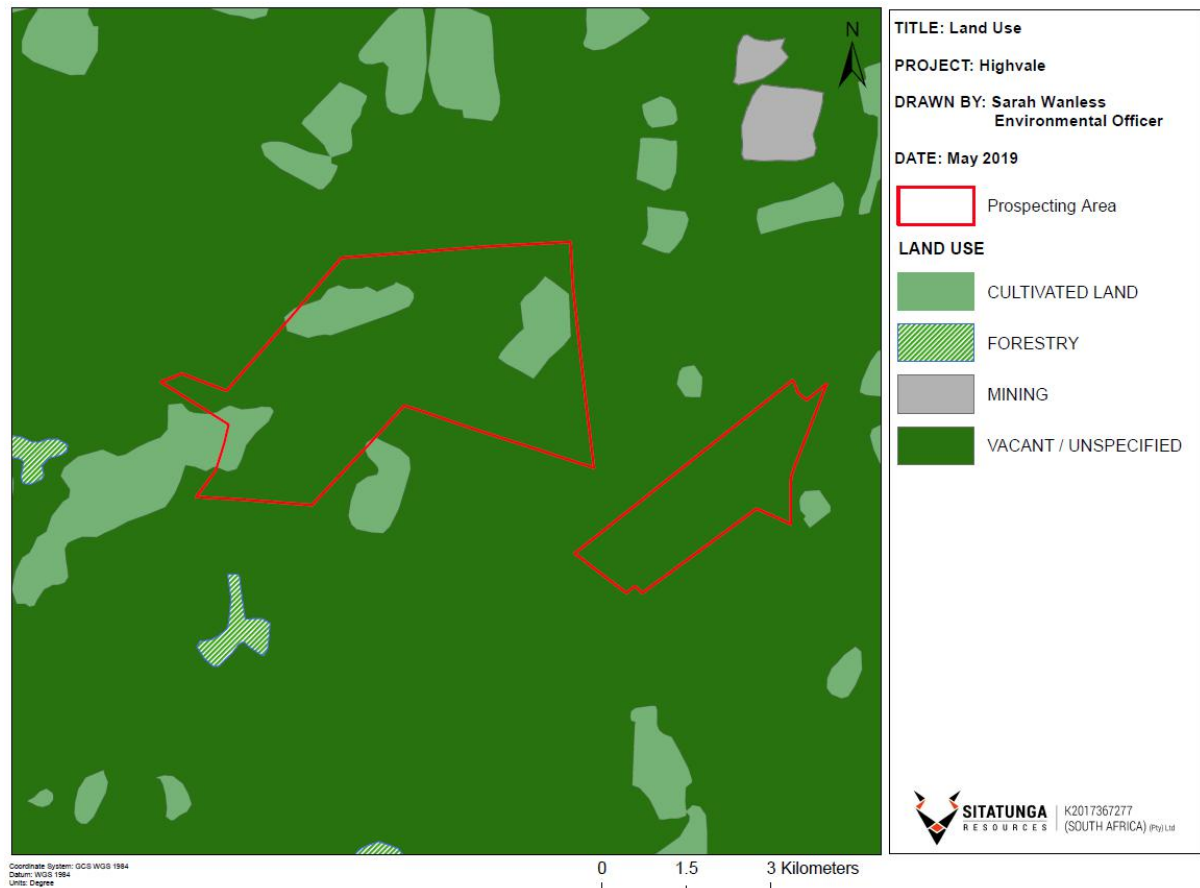 N
TITLE: Land Use
PROJECT: Highvale
DRAWN BY: Sarah Wanless
Environmental Officer
DATE: May 2019
Prospecting Area
LAND USE
CULTIVATED LAND
FORESTRY
MINING
VACANT / UNSPECIFIED
SITATUNGA
RESOURCES
K2017367277
(SOUTH AFRICA) (Pty) Ltd
Coordinate System: GCS WGS 1984
Datum: WGS 1984
Units: Degree
0 1.5 3 Kilometers